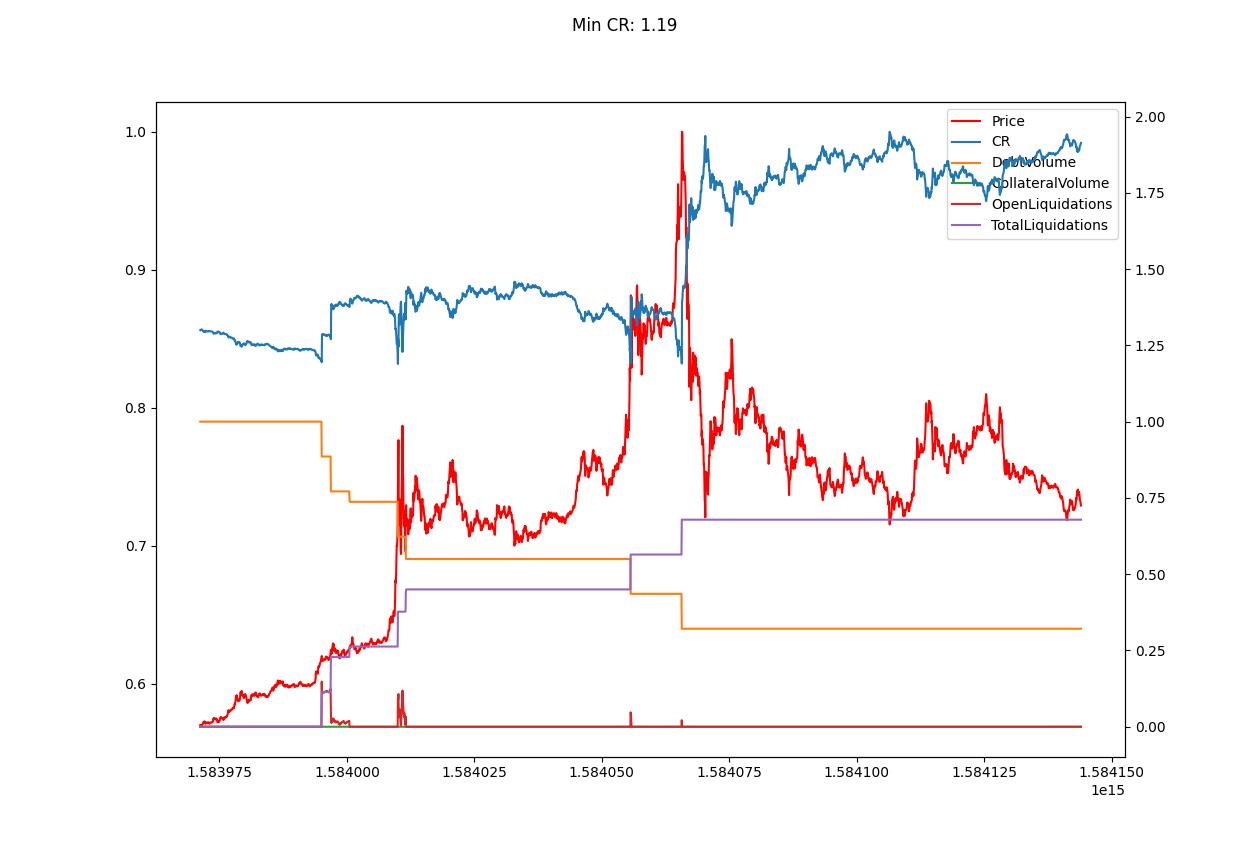 Min CR: 1.19
1.0
0.9
0.8
0.7
0.6
2.00
1.75
1.50
1.25
1.00
0.75
0.50
0.25
0.00
Price
CR
DebtVolume
CollateralVolume
OpenLiquidations
TotalLiquidations
1.583975 1.584000 1.584025 1.584050 1.584075 1.584100 1.584125 1.584150
1e15